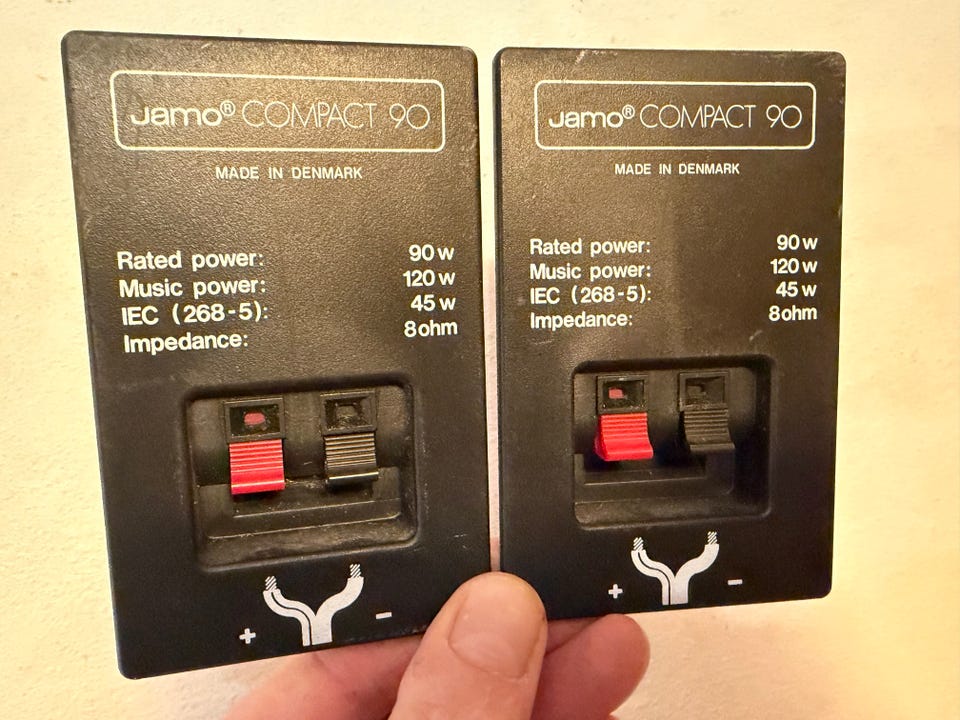 Jamo® COMPACT 90
MADE IN DENMARK
Rated power: 90 w
Music power: 120 w
IEC (268-5): 45 w
Impedance: 8 ohm
+ -
Jamo® COMPACT 90
MADE IN DENMARK
Rated power: 90 w
Music power: 120 w
IEC (268-5): 45 w
Impedance: 8 ohm
+ -